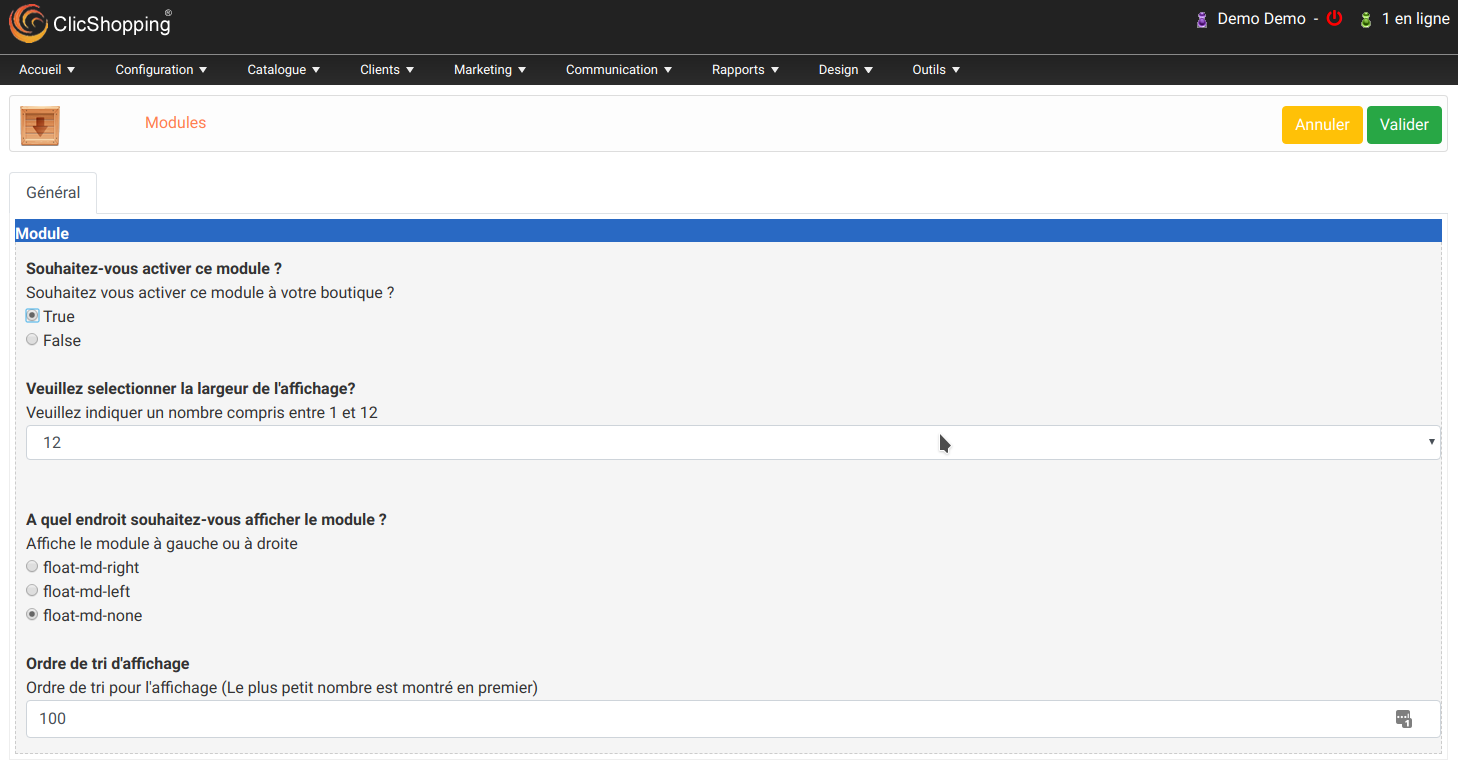 ClicShopping®
Demo Demo - 1 en ligne
Accueil Configuration Catalogue Clients Marketing Communication Rapports Design Outils
Modules Annuler Valider
Général
Module
Souhaitez-vous activer ce module ?
Souhaitez vous activer ce module à votre boutique ?
True
False
Veuillez selectionner la largeur de l'affichage?
Veuillez indiquer un nombre compris entre 1 et 12
12
A quel endroit souhaitez-vous afficher le module ?
Affiche le module à gauche ou à droite
float-md-right
float-md-left
float-md-none
Ordre de tri d'affichage
Ordre de tri pour l'affichage (Le plus petit nombre est montré en premier)
100 1